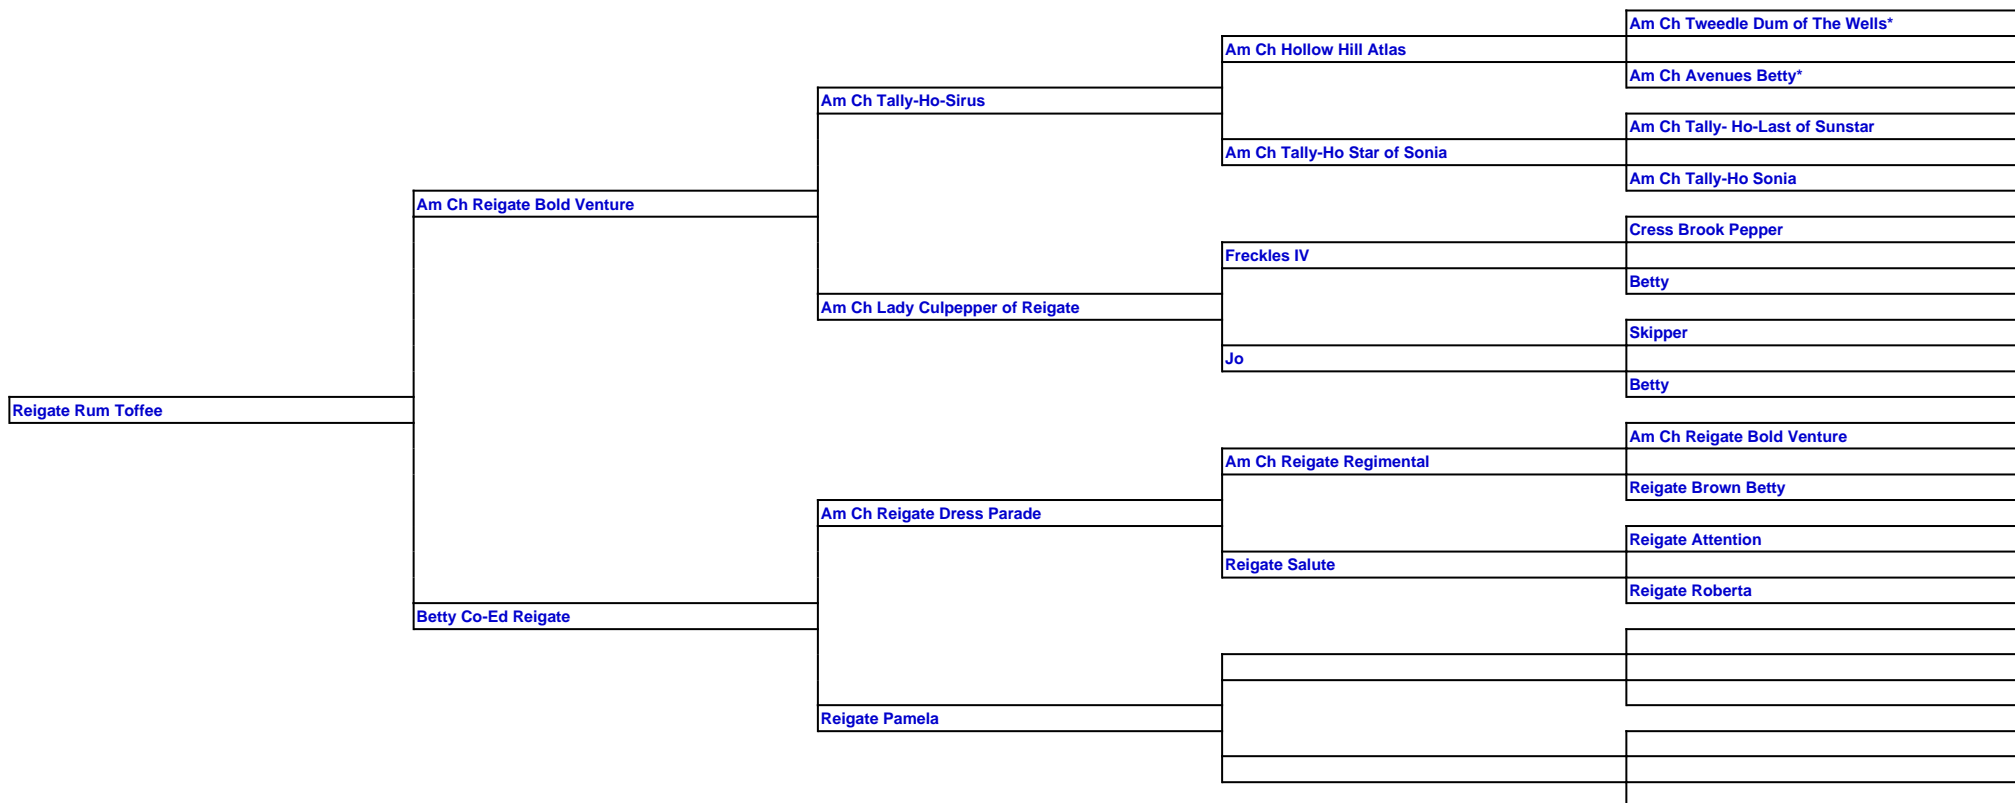 Am Ch Tweedle Dum of The Wells*
Am Ch Hollow Hill Atlas
Am Ch Avenues Betty*
Am Ch Tally-Ho-Sirus
Am Ch Tally- Ho-Last of Sunstar
Am Ch Tally-Ho Star of Sonia
Am Ch Tally-Ho Sonia
Am Ch Reigate Bold Venture
Cress Brook Pepper
Freckles IV
Betty
Am Ch Lady Culpepper of Reigate
Skipper
Jo
Betty
Reigate Rum Toffee
Am Ch Reigate Bold Venture
Am Ch Reigate Regimental
Reigate Brown Betty
Am Ch Reigate Dress Parade
Reigate Attention
Reigate Salute
Reigate Roberta
Betty Co-Ed Reigate
Reigate Pamela